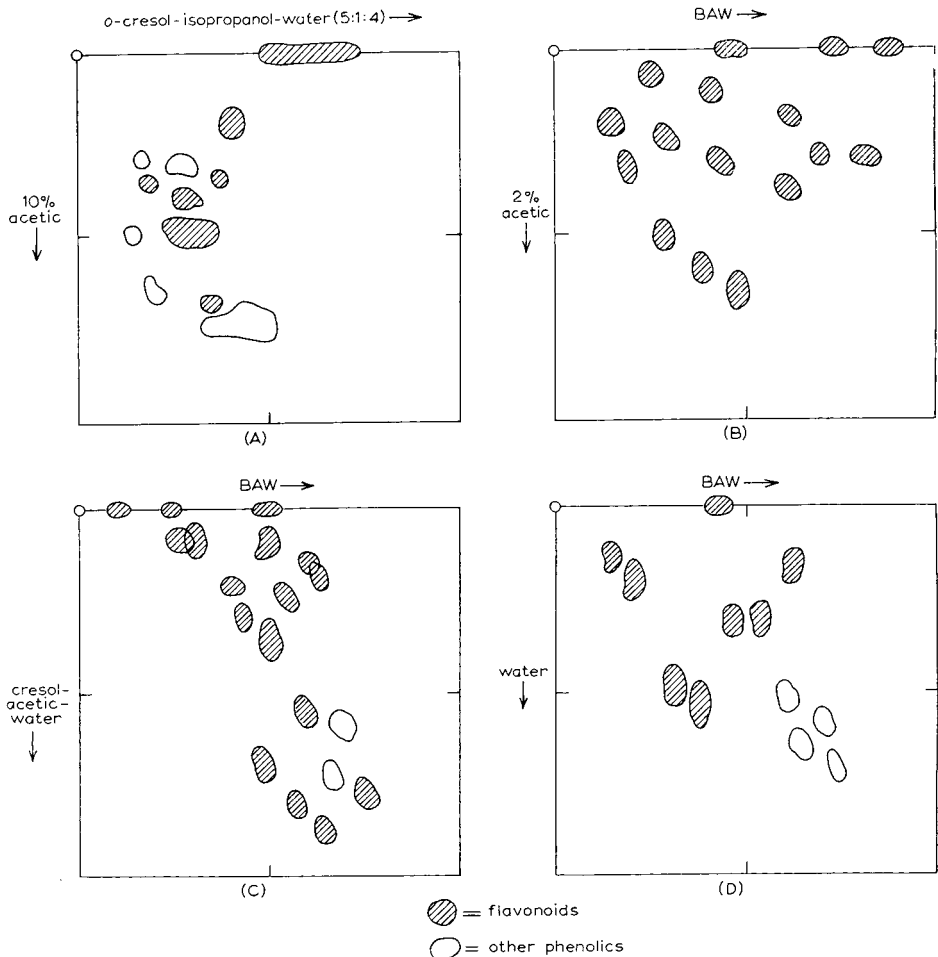 o-cresol-isopropanol-water (5:1:4) →
10%
acetic
↓
(A)
BAW →
2%
acetic
↓
(B)
BAW →
cresol-
acetic-
water
↓
(C)
BAW →
water
↓
(D)
= flavonoids
= other phenolics